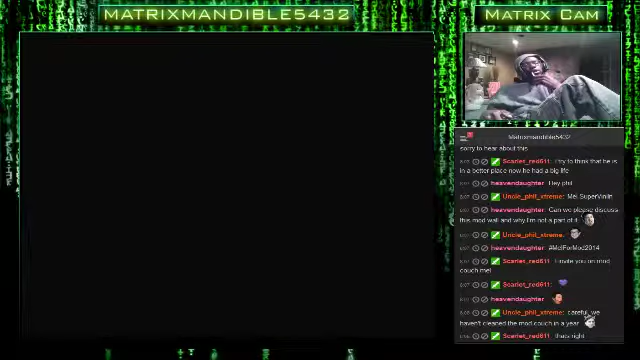 MATRIXMANDIBLE5432
MATRIX CAM
Matrixmandible5432
sorry to hear about this
Scarlet_red611: I try to think that he is
in a better place now he had a big life
heavendaughter: Hey phil
Uncle_phil_xtreme: Mel SuperVinlin
heavendaughter: Can we please discuss
this mod wall and why I'm not a part of it
Uncle_phil_xtreme:
heavendaughter: #MelForMod2014
Scarlet_red611: I invite you on mod
couch mel
Scarlet_red611:
heavendaughter:
Uncle_phil_xtreme: careful, we
haven't cleaned the mod couch in a year
Scarlet_red611: thats right